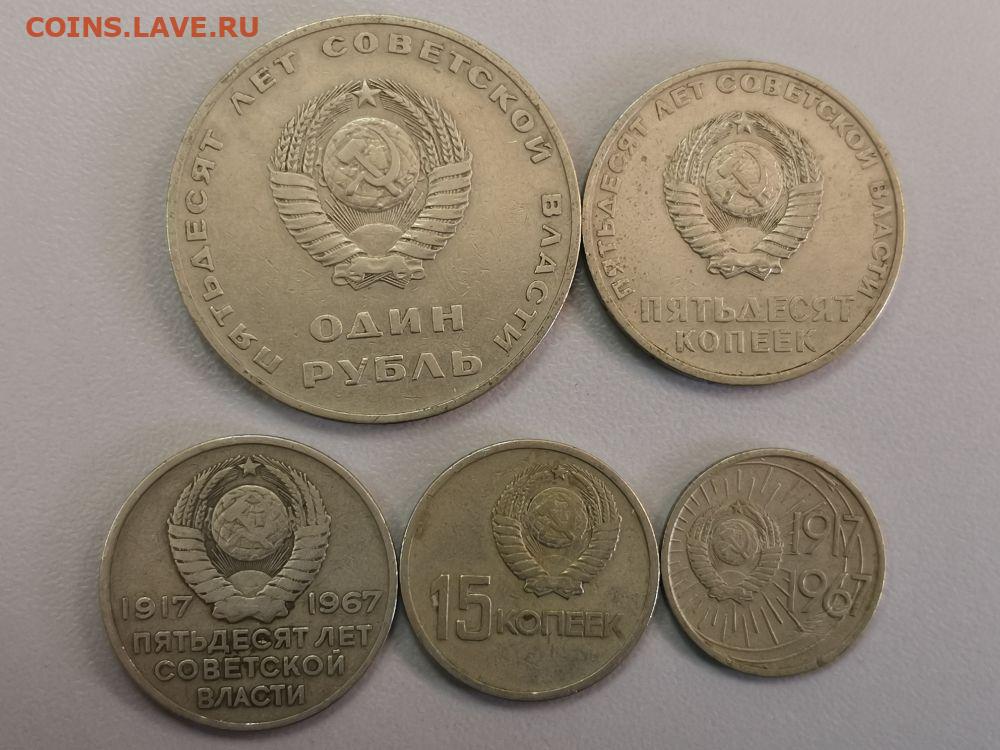 COINS.LAVE.RU
ПЯТЬДЕСЯТ ЛЕТ СОВЕТСКОЙ ВЛАСТИ
ОДИН
РУБЛЬ
ПЯТЬДЕСЯТ ЛЕТ СОВЕТСКОЙ ВЛАСТИ
ПЯТЬДЕСЯТ
КОПЕЕК
1917 1967
ПЯТЬДЕСЯТ ЛЕТ
СОВЕТСКОЙ
ВЛАСТИ
15 КОПЕЕК
1917
1967